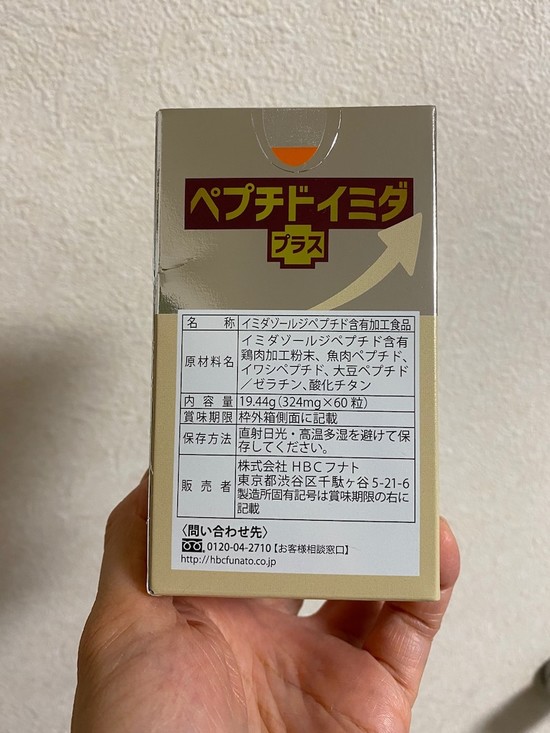 ペプチドイミダ
プラス
名称 イミダゾールジペプチド含有加工食品
原材料名 イミダゾールジペプチド含有
鶏肉加工粉末、魚肉ペプチド、
イワシペプチド、大豆ペプチド
/ゼラチン、酸化チタン
内容量 19.44g(324mg×60粒)
賞味期限 枠外箱側面に記載
保存方法 直射日光・高温多湿を避けて保
存してください。
販売者 株式会社 HBCフナト
東京都渋谷区千駄ヶ谷5-21-6
製造所固有記号は賞味期限の右に
記載
〈問い合わせ先〉
0120-04-2710【お客様相談窓口】
http://hbcfunato.co.jp